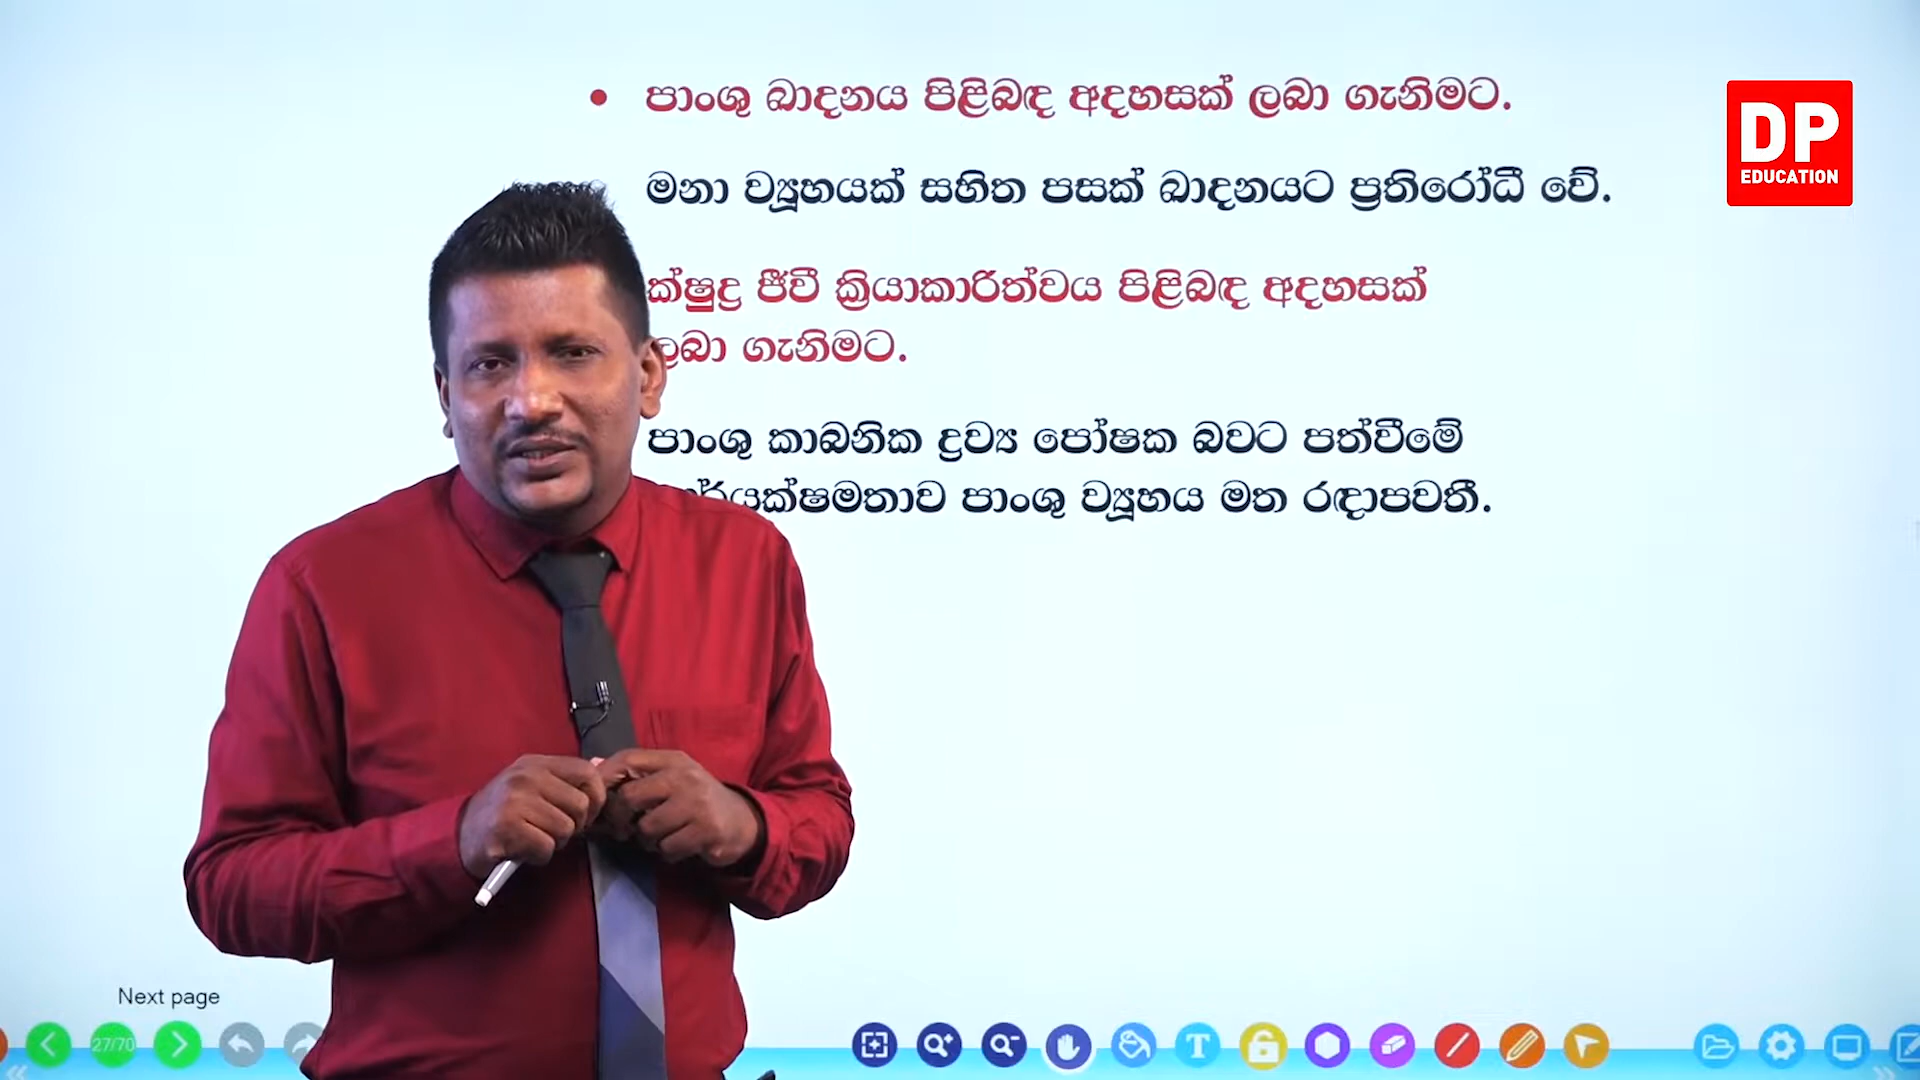 • පාංශු ඛාදනය පිළිබඳ අදහසක් ලබා ගැනීමට.
මනා ව්‍යූහයක් සහිත පසක් ඛාදනයට ප්‍රතිරෝධී වේ.
ක්ෂුද්‍ර ජීවී ක්‍රියාකාරිත්වය පිළිබඳ අදහසක්
ලබා ගැනීමට.
පාංශු කාබනික ද්‍රව්‍ය පෝෂක බවට පත්වීමේ
පාංශු ව්‍යූහය මත රඳාපවතී.
DP
EDUCATION
Next page
27/70